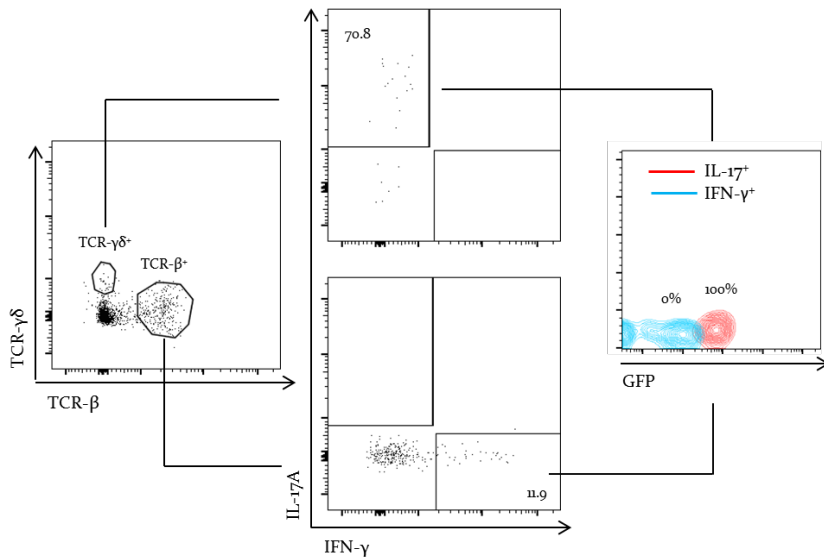 70.8
IL-17⁺
IFN-γ⁺
TCR-γδ⁺
TCR-β⁺
0%
100%
TCR-γδ
TCR-β
GFP
11.9
IL-17A
IFN-γ